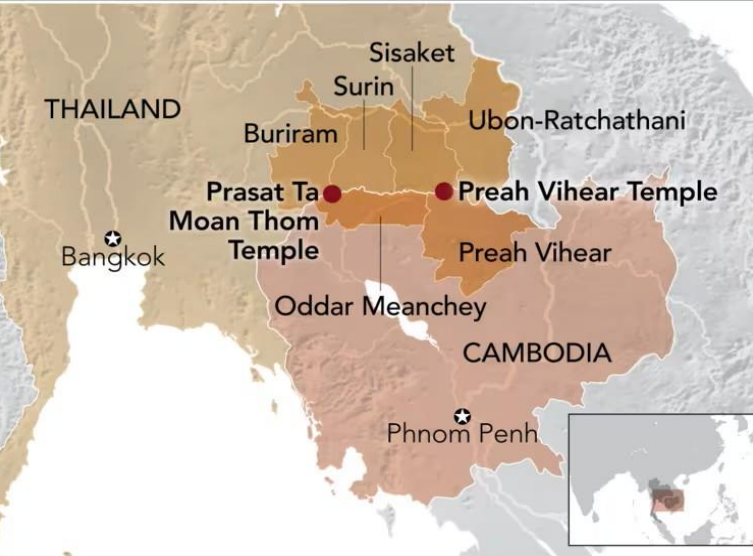 Sisaket
Surin
THAILAND
Ubon-Ratchathani
Buriram
Prasat Ta
Moan Thom
Temple
Preah Vihear Temple
Bangkok
Preah Vihear
Oddar Meanchey
CAMBODIA
Phnom Penh